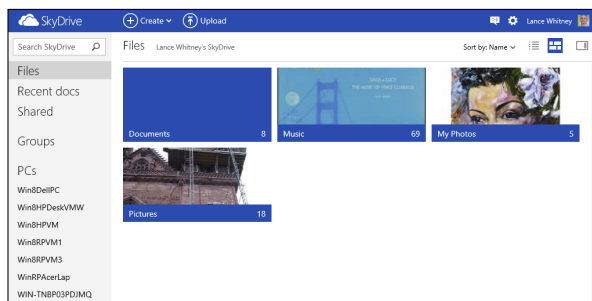 SkyDrive
Create
Upload
Lance Whitney
Search SkyDrive
Files
Lance Whitney's SkyDrive
Sort by: Name
Files
Recent docs
Shared
Groups
PCs
Win8DellPC
Win8HPDeskVMW
Win8HPVM
Win8RPVM1
Win8RPVM3
WinRPAcerLap
WIN-TNBP03PDJMQ
Documents 8
Music 69
My Photos 5
Pictures 18